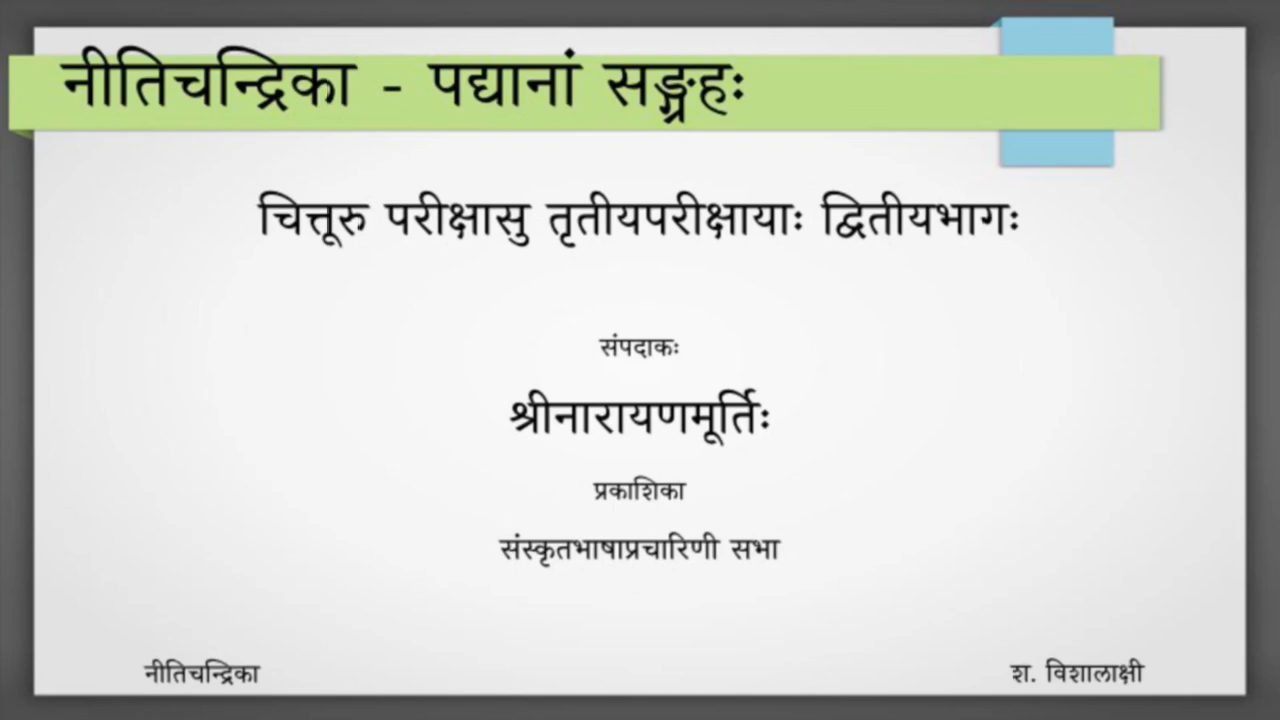 नीतिचन्द्रिका - पद्यानां सङ्ग्रहः
चित्तूरु परीक्षासु तृतीयपरीक्षायाः द्वितीयभागः
संपदाकः
श्रीनारायणमूर्तिः
प्रकाशिका
संस्कृतभाषाप्रचारिणी सभा
नीतिचन्द्रिका
श. विशालाक्षी